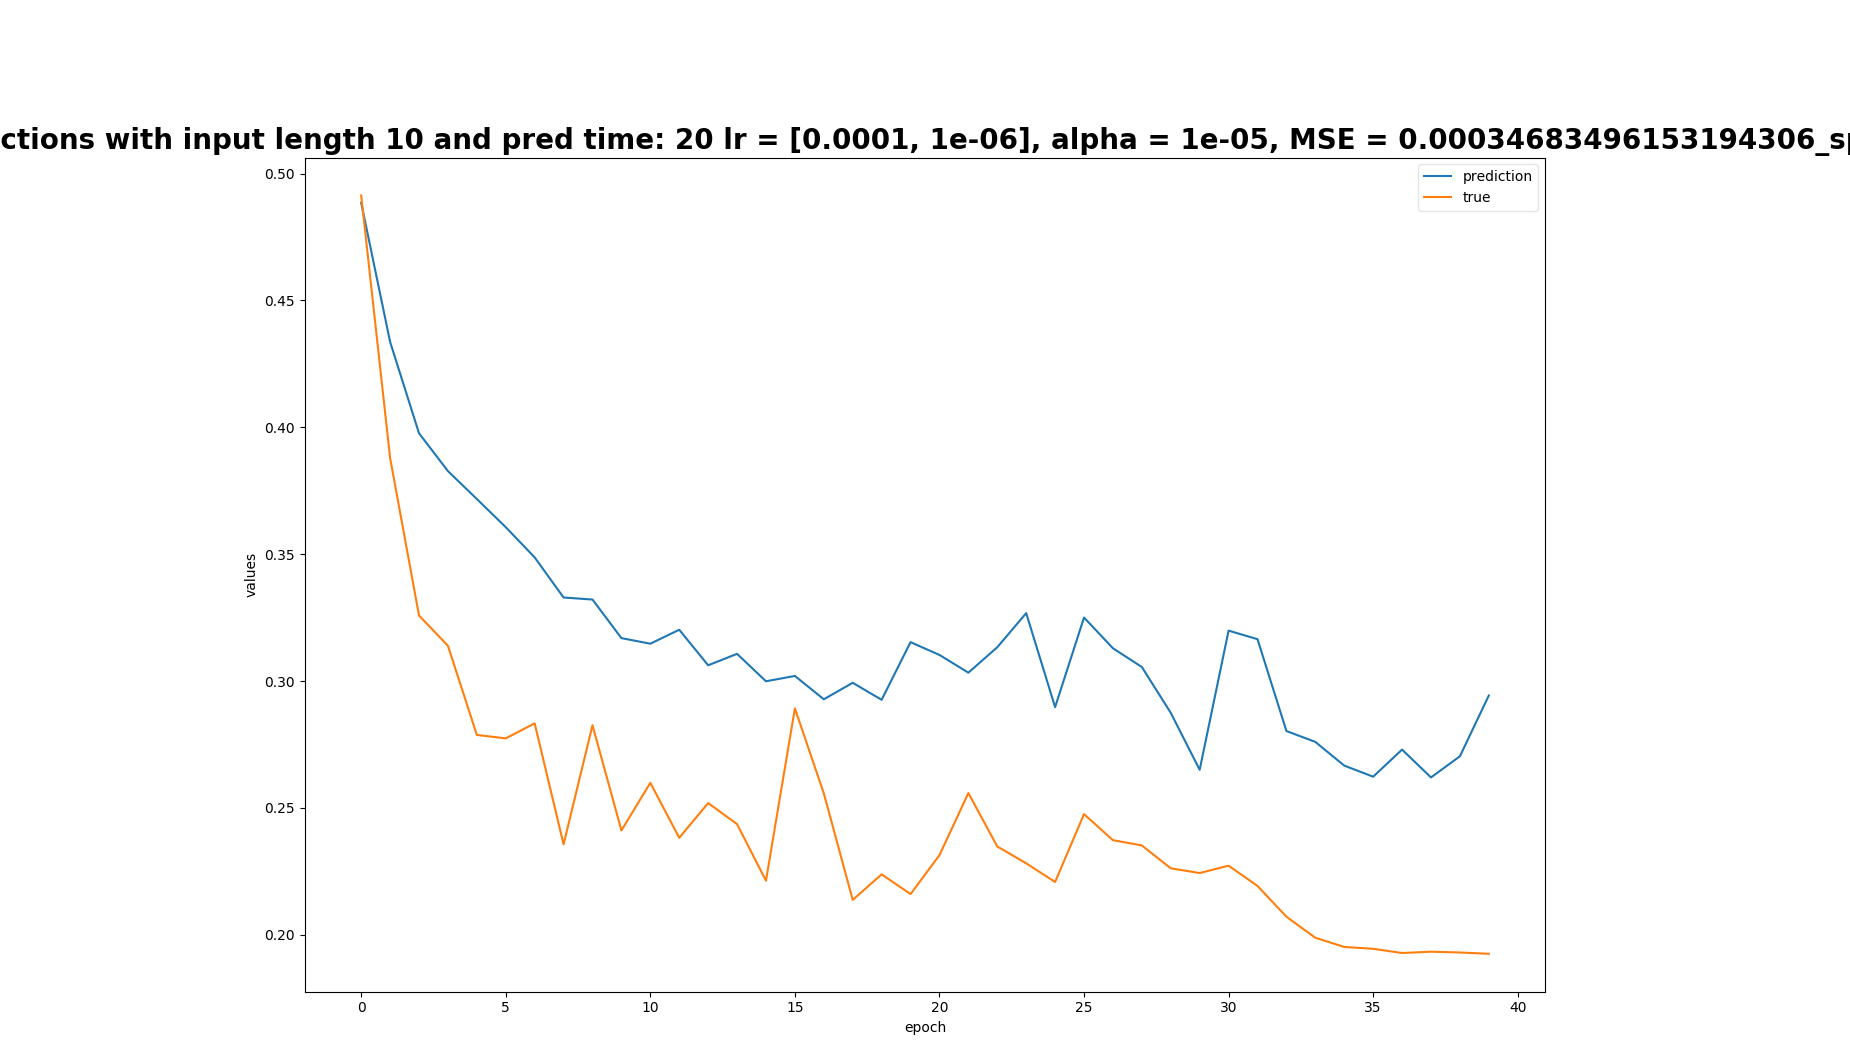 ctions with input length 10 and pred time: 20 lr = [0.0001, 1e-06], alpha = 1e-05, MSE = 0.00034683496153194306_sp
prediction
true
0.50
0.45
0.40
0.35
0.30
0.25
0.20
values
0 5 10 15 20 25 30 35 40
epoch